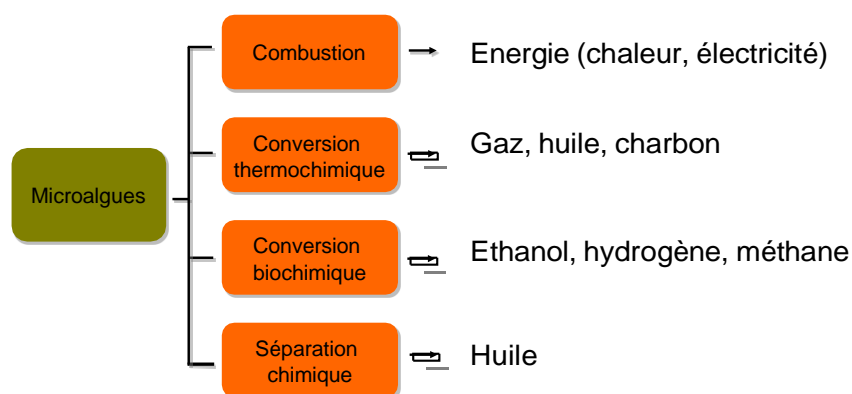 Combustion
Energie (chaleur, électricité)
Conversion
thermochimique
Gaz, huile, charbon
Microalgues
Conversion
biochimique
Ethanol, hydrogène, méthane
Séparation
chimique
Huile